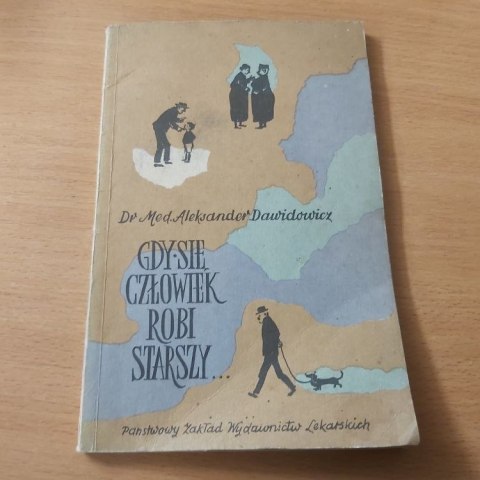 Dr Med. Aleksander Dawidowicz
GDY·SIĘ
CZŁOWIEK
ROBI
STARSZY...
Państwowy Zakład Wydawnictw Lekarskich